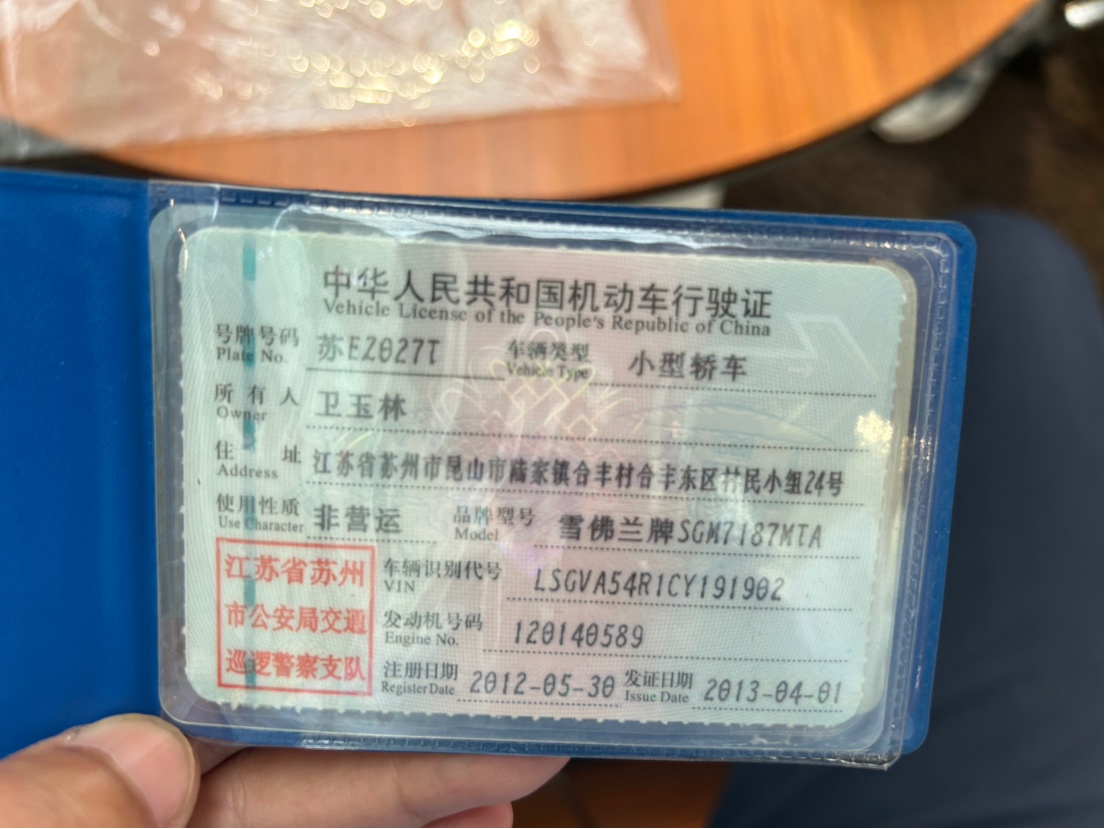 中华人民共和国机动车行驶证
Vehicle License of the People's Republic of China
号牌号码 苏EZ027T 车辆类型 小型轿车
Plate No. Vehicle Type
所有人 卫玉林
Owner
住址 江苏省苏州市昆山市陆家镇合丰村合丰东区村民小组24号
Address
使用性质 非营运 品牌型号 雪佛兰牌SGM7187MTA
Use Character Model
江苏省苏州
市公安局交通
巡逻警察支队
车辆识别代号 LSGVA54R1CY191902
VIN
发动机号码 120140589
Engine No.
注册日期 2012-05-30 发证日期 2013-04-01
Register Date Issue Date